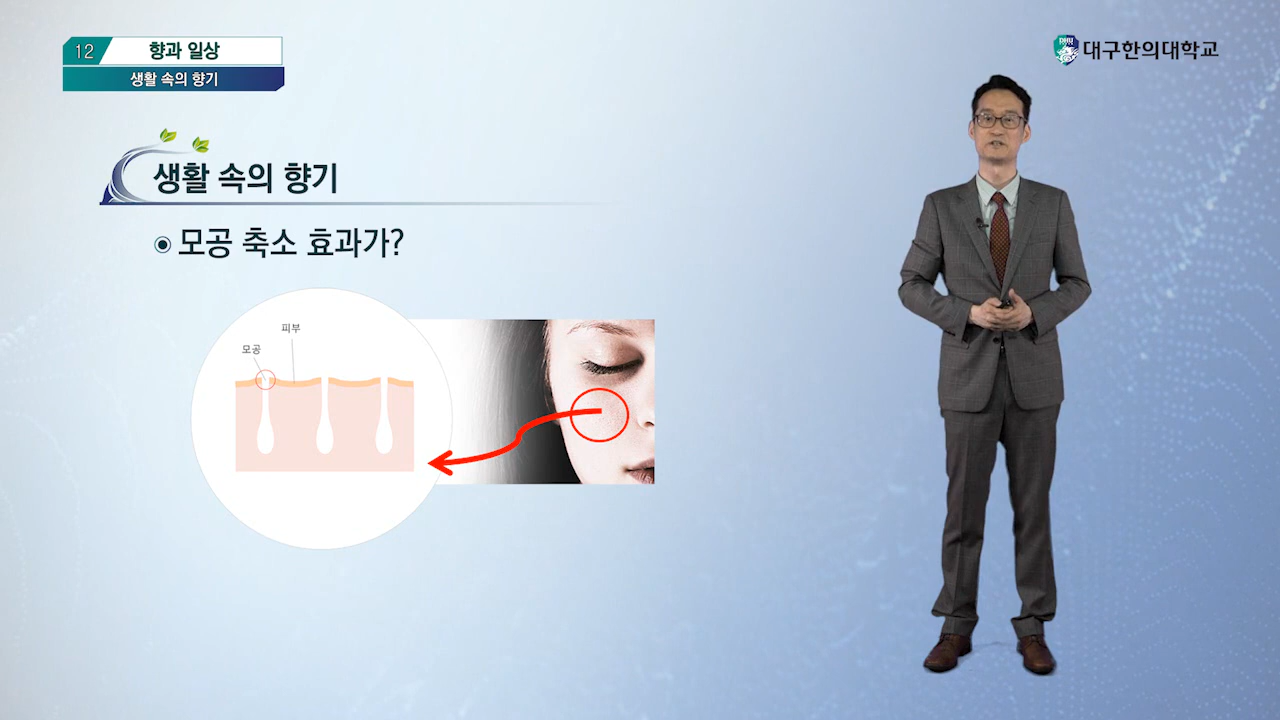 12
향과 일상
생활 속의 향기
대구한의대학교
생활 속의 향기
모공 축소 효과가?
피부
모공